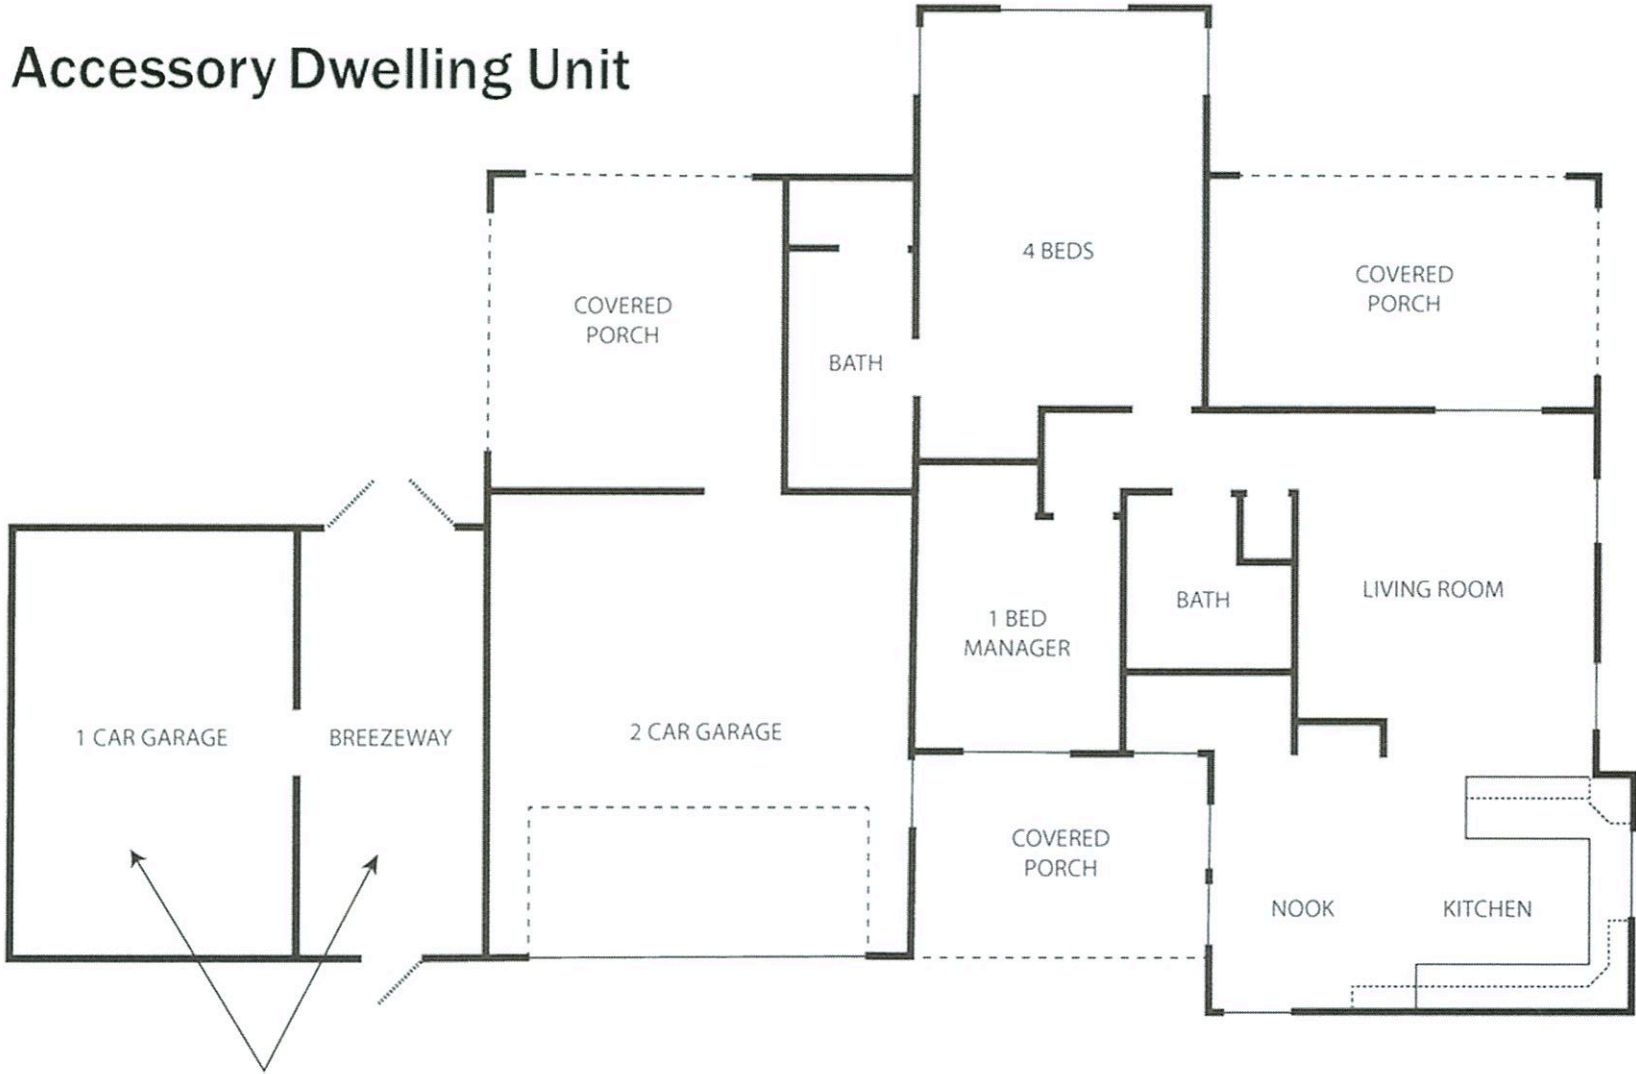 Accessory Dwelling Unit
4 BEDS
COVERED
PORCH
COVERED
PORCH
BATH
LIVING ROOM
BATH
1 BED
MANAGER
1 CAR GARAGE
BREEZEWAY
2 CAR GARAGE
COVERED
PORCH
NOOK
KITCHEN